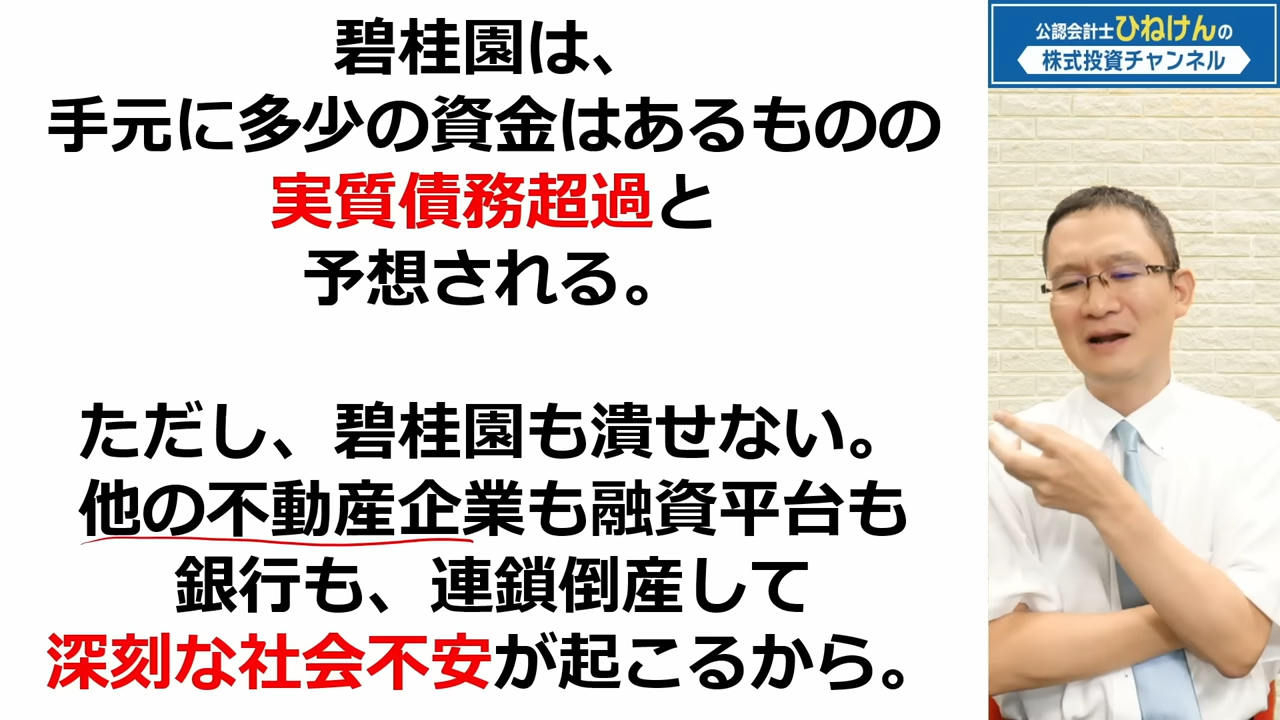 碧桂園は、
手元に多少の資金はあるものの
実質債務超過と
予想される。
ただし、碧桂園も潰せない。
他の不動産企業も融資平台も
銀行も、連鎖倒産して
深刻な社会不安が起こるから。
公認会計士ひねけんの
株式投資チャンネル